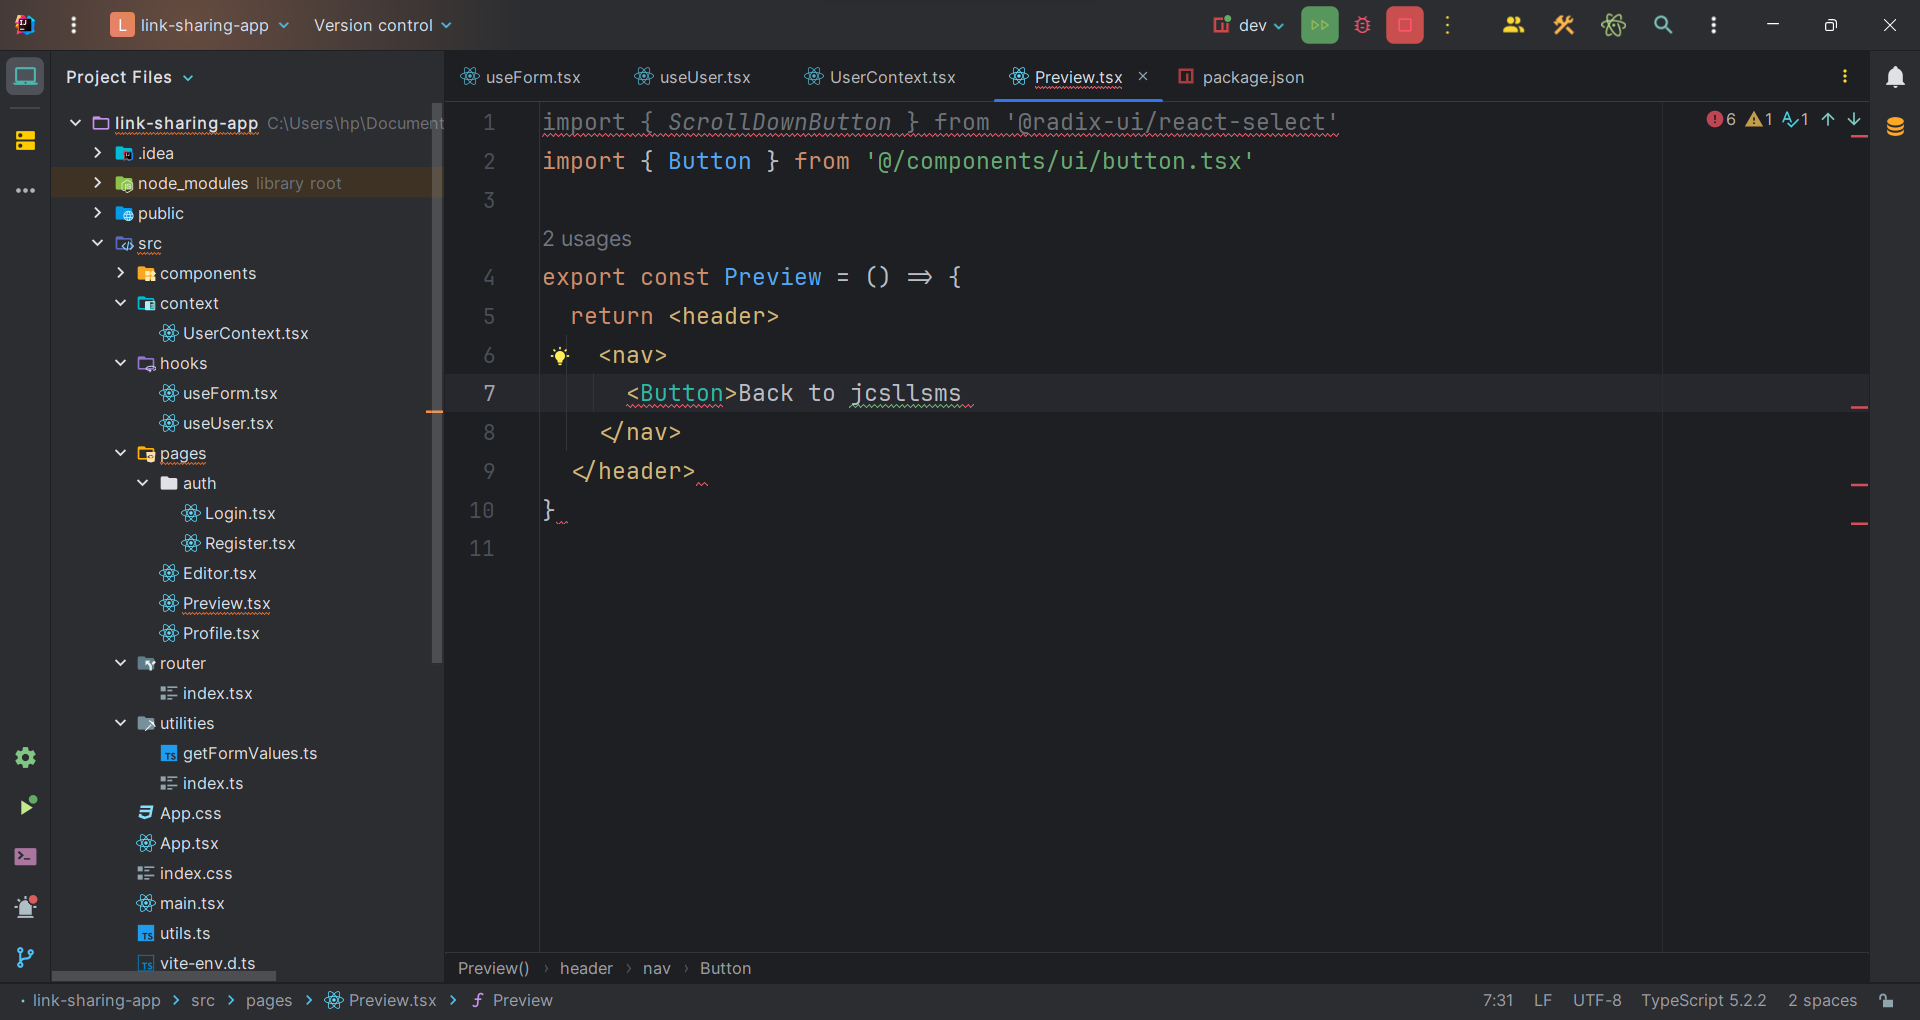 L link-sharing-app Version control dev
Project Files
link-sharing-app C:\Users\hp\Document
.idea
node_modules library root
public
src
components
context
UserContext.tsx
hooks
useForm.tsx
useUser.tsx
pages
auth
Login.tsx
Register.tsx
Editor.tsx
Preview.tsx
Profile.tsx
router
index.tsx
utilities
getFormValues.ts
index.ts
App.css
App.tsx
index.css
main.tsx
utils.ts
vite-env.d.ts
useForm.tsx useUser.tsx UserContext.tsx Preview.tsx package.json
6 1 1
1 import { ScrollDownButton } from '@radix-ui/react-select'
2 import { Button } from '@/components/ui/button.tsx'
3
2 usages
4 export const Preview = () => {
5 return <header>
6 <nav>
7 <Button>Back to jcsllsms
8 </nav>
9 </header>
10 }
11
Preview() › header › nav › Button
link-sharing-app > src > pages > Preview.tsx > f Preview
7:31 LF UTF-8 TypeScript 5.2.2 2 spaces